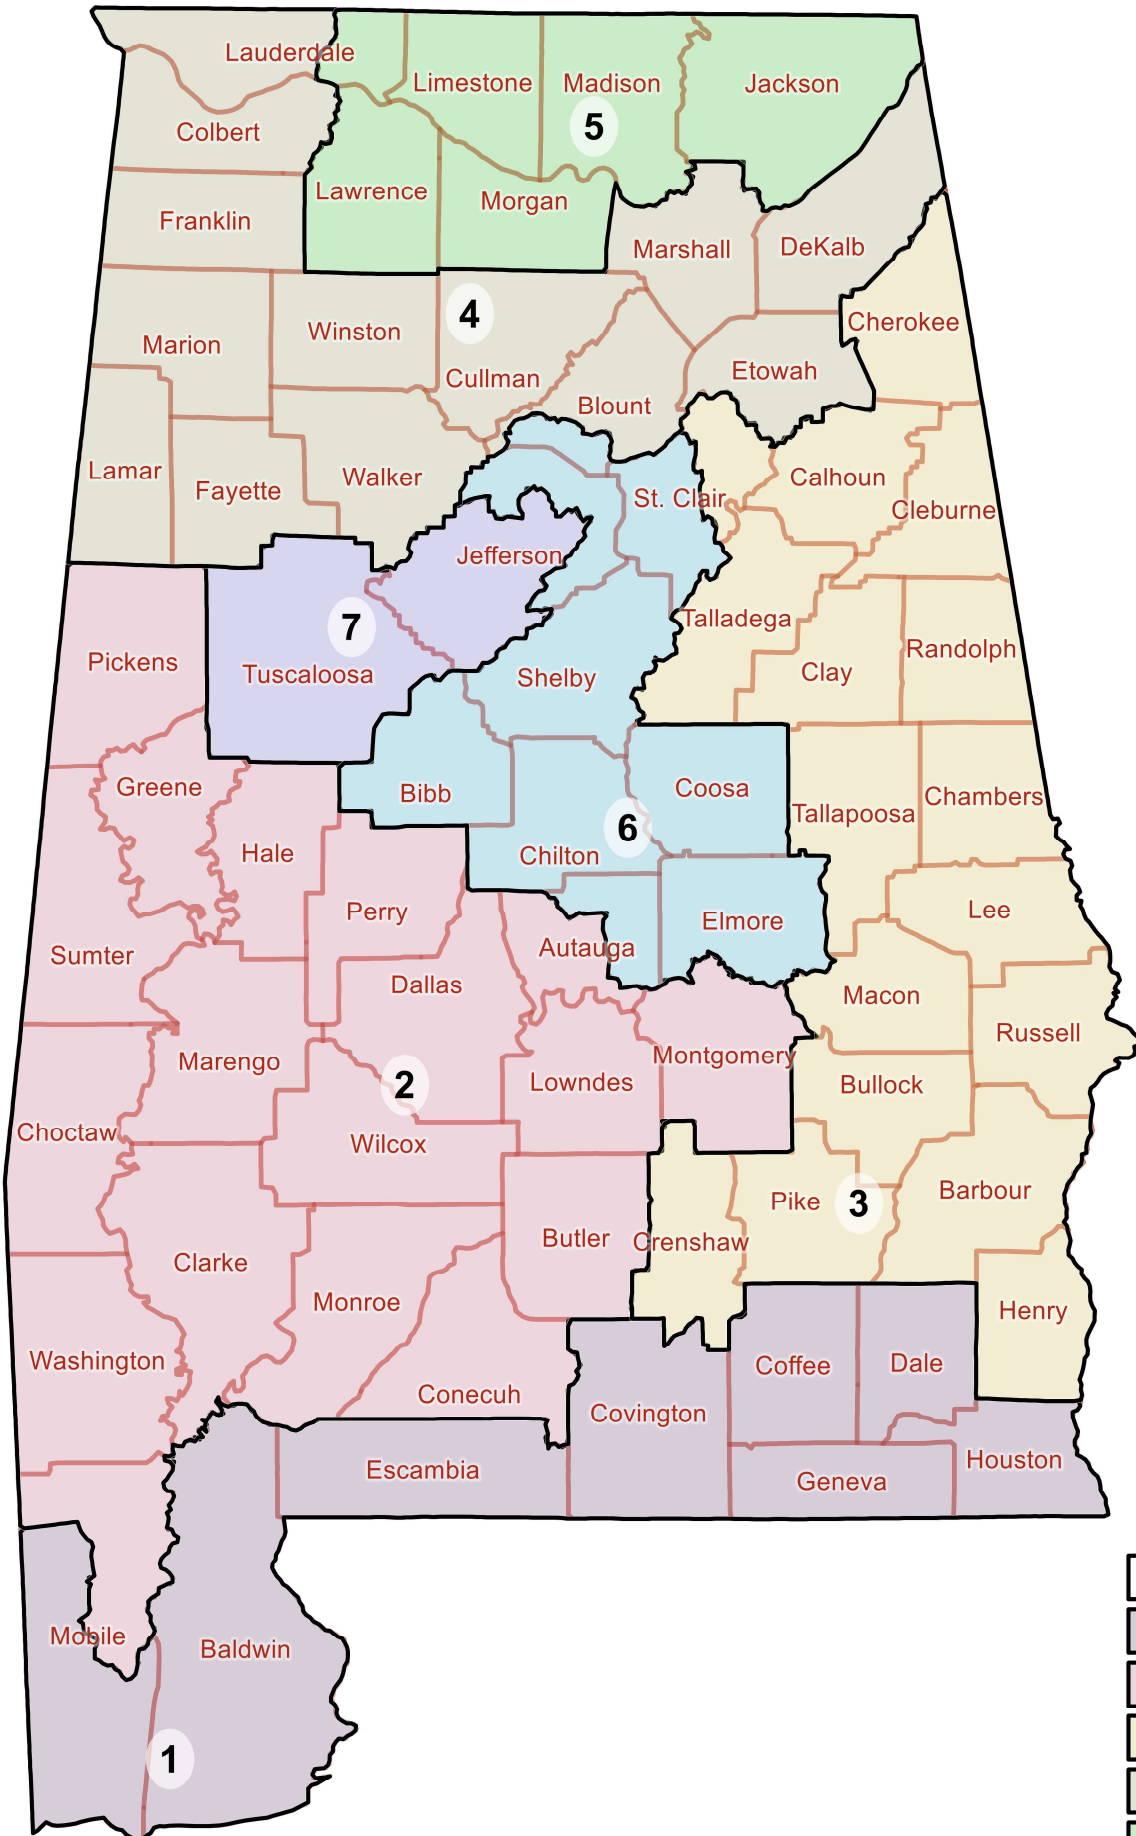 Lauderdale
Limestone
Madison
Jackson
5
Colbert
Lawrence
Morgan
Franklin
Marshall
DeKalb
4
Cherokee
Winston
Marion
Cullman
Etowah
Blount
Lamar
Fayette
Walker
Calhoun
St. Clair
Cleburne
Jefferson
7
Talladega
Randolph
Pickens
Tuscaloosa
Shelby
Clay
Greene
Bibb
Coosa
Chambers
Tallapoosa
6
Hale
Chilton
Perry
Elmore
Lee
Sumter
Autauga
Dallas
Macon
Russell
Marengo
Montgomery
2
Lowndes
Bullock
Choctaw
Wilcox
Pike
3
Barbour
Butler
Crenshaw
Clarke
Monroe
Henry
Washington
Coffee
Dale
Conecuh
Covington
Escambia
Geneva
Houston
Mobile
Baldwin
1